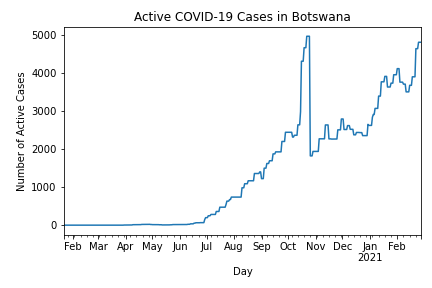 Active COVID-19 Cases in Botswana
Number of Active Cases
5000
4000
3000
2000
1000
0
Feb Mar Apr May Jun Jul Aug Sep Oct Nov Dec Jan Feb
2021
Day